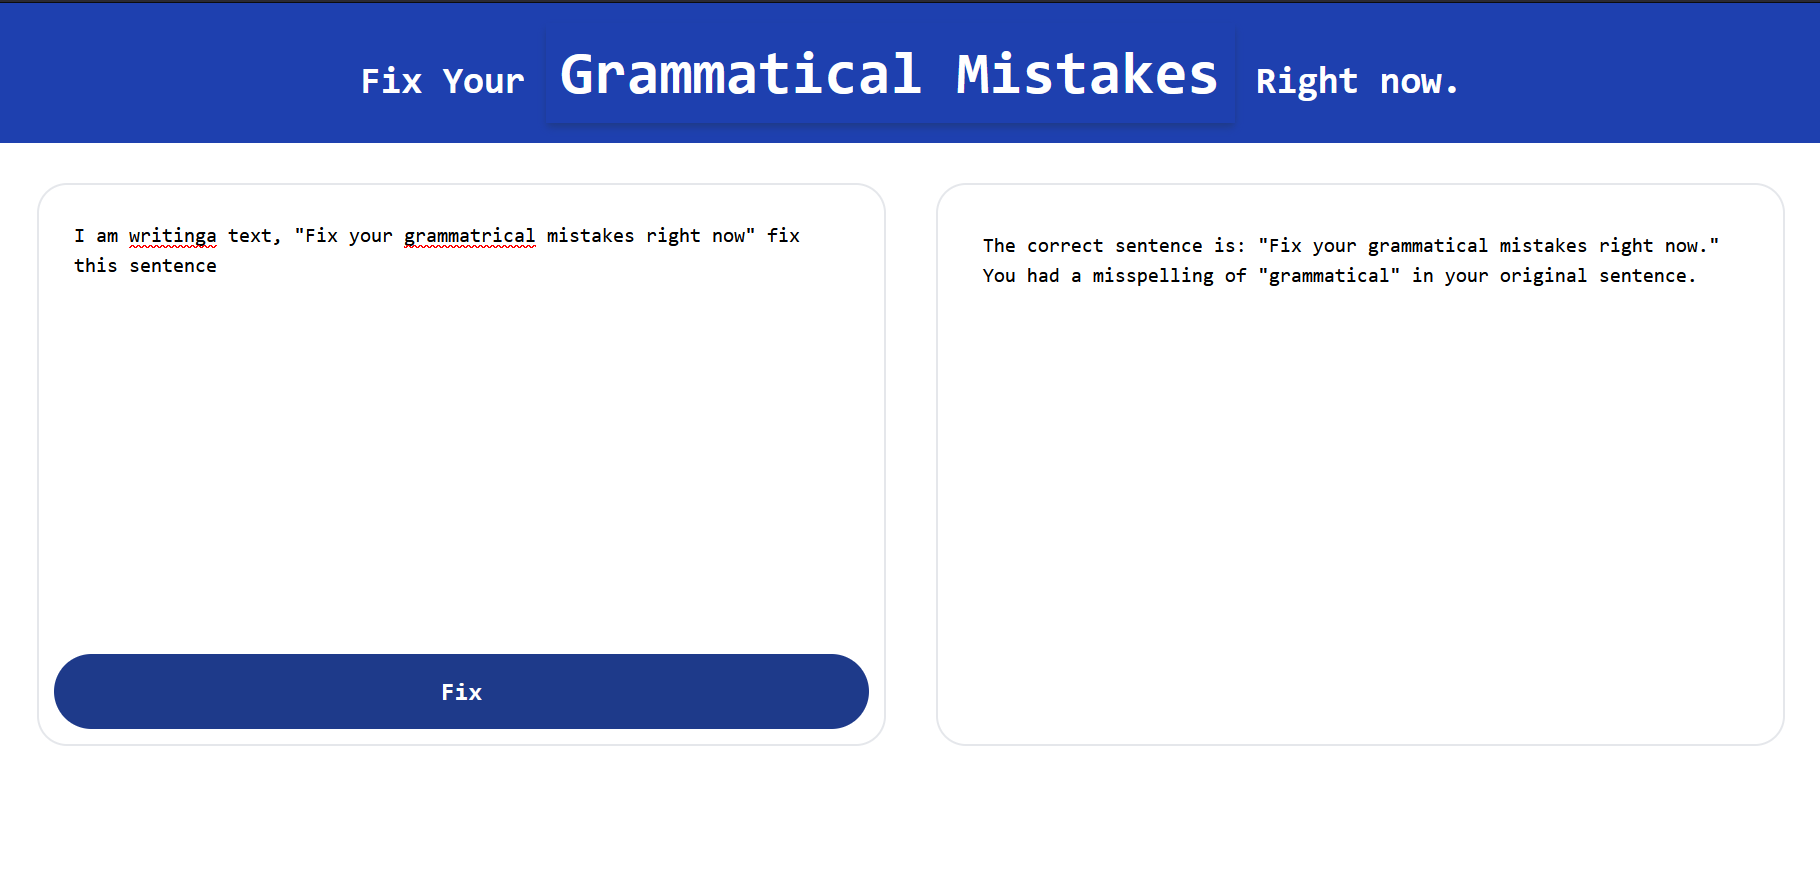 Fix Your Grammatical Mistakes Right now.
I am writinga text, "Fix your grammatrical mistakes right now" fix
this sentence
Fix
The correct sentence is: "Fix your grammatical mistakes right now."
You had a misspelling of "grammatical" in your original sentence.